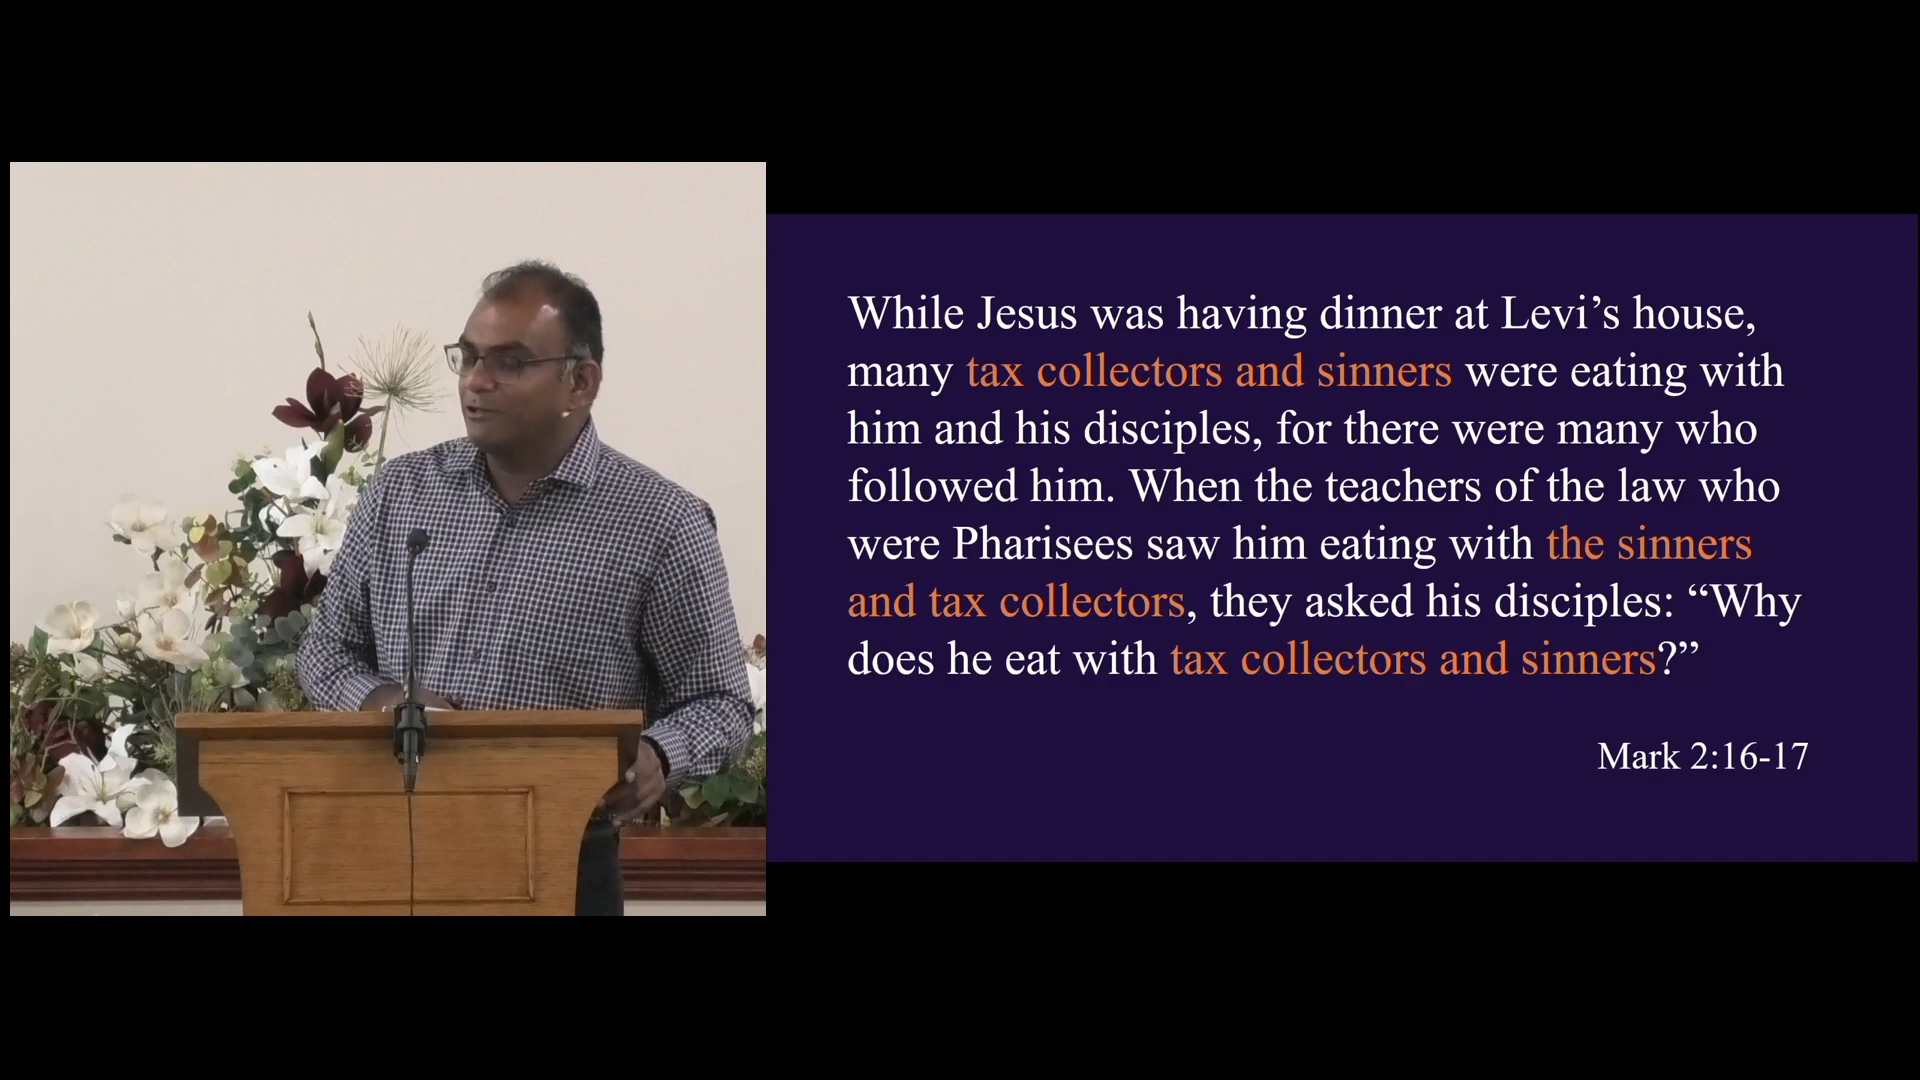 While Jesus was having dinner at Levi’s house,
many tax collectors and sinners were eating with
him and his disciples, for there were many who
followed him. When the teachers of the law who
were Pharisees saw him eating with the sinners
and tax collectors, they asked his disciples: “Why
does he eat with tax collectors and sinners?”
Mark 2:16-17